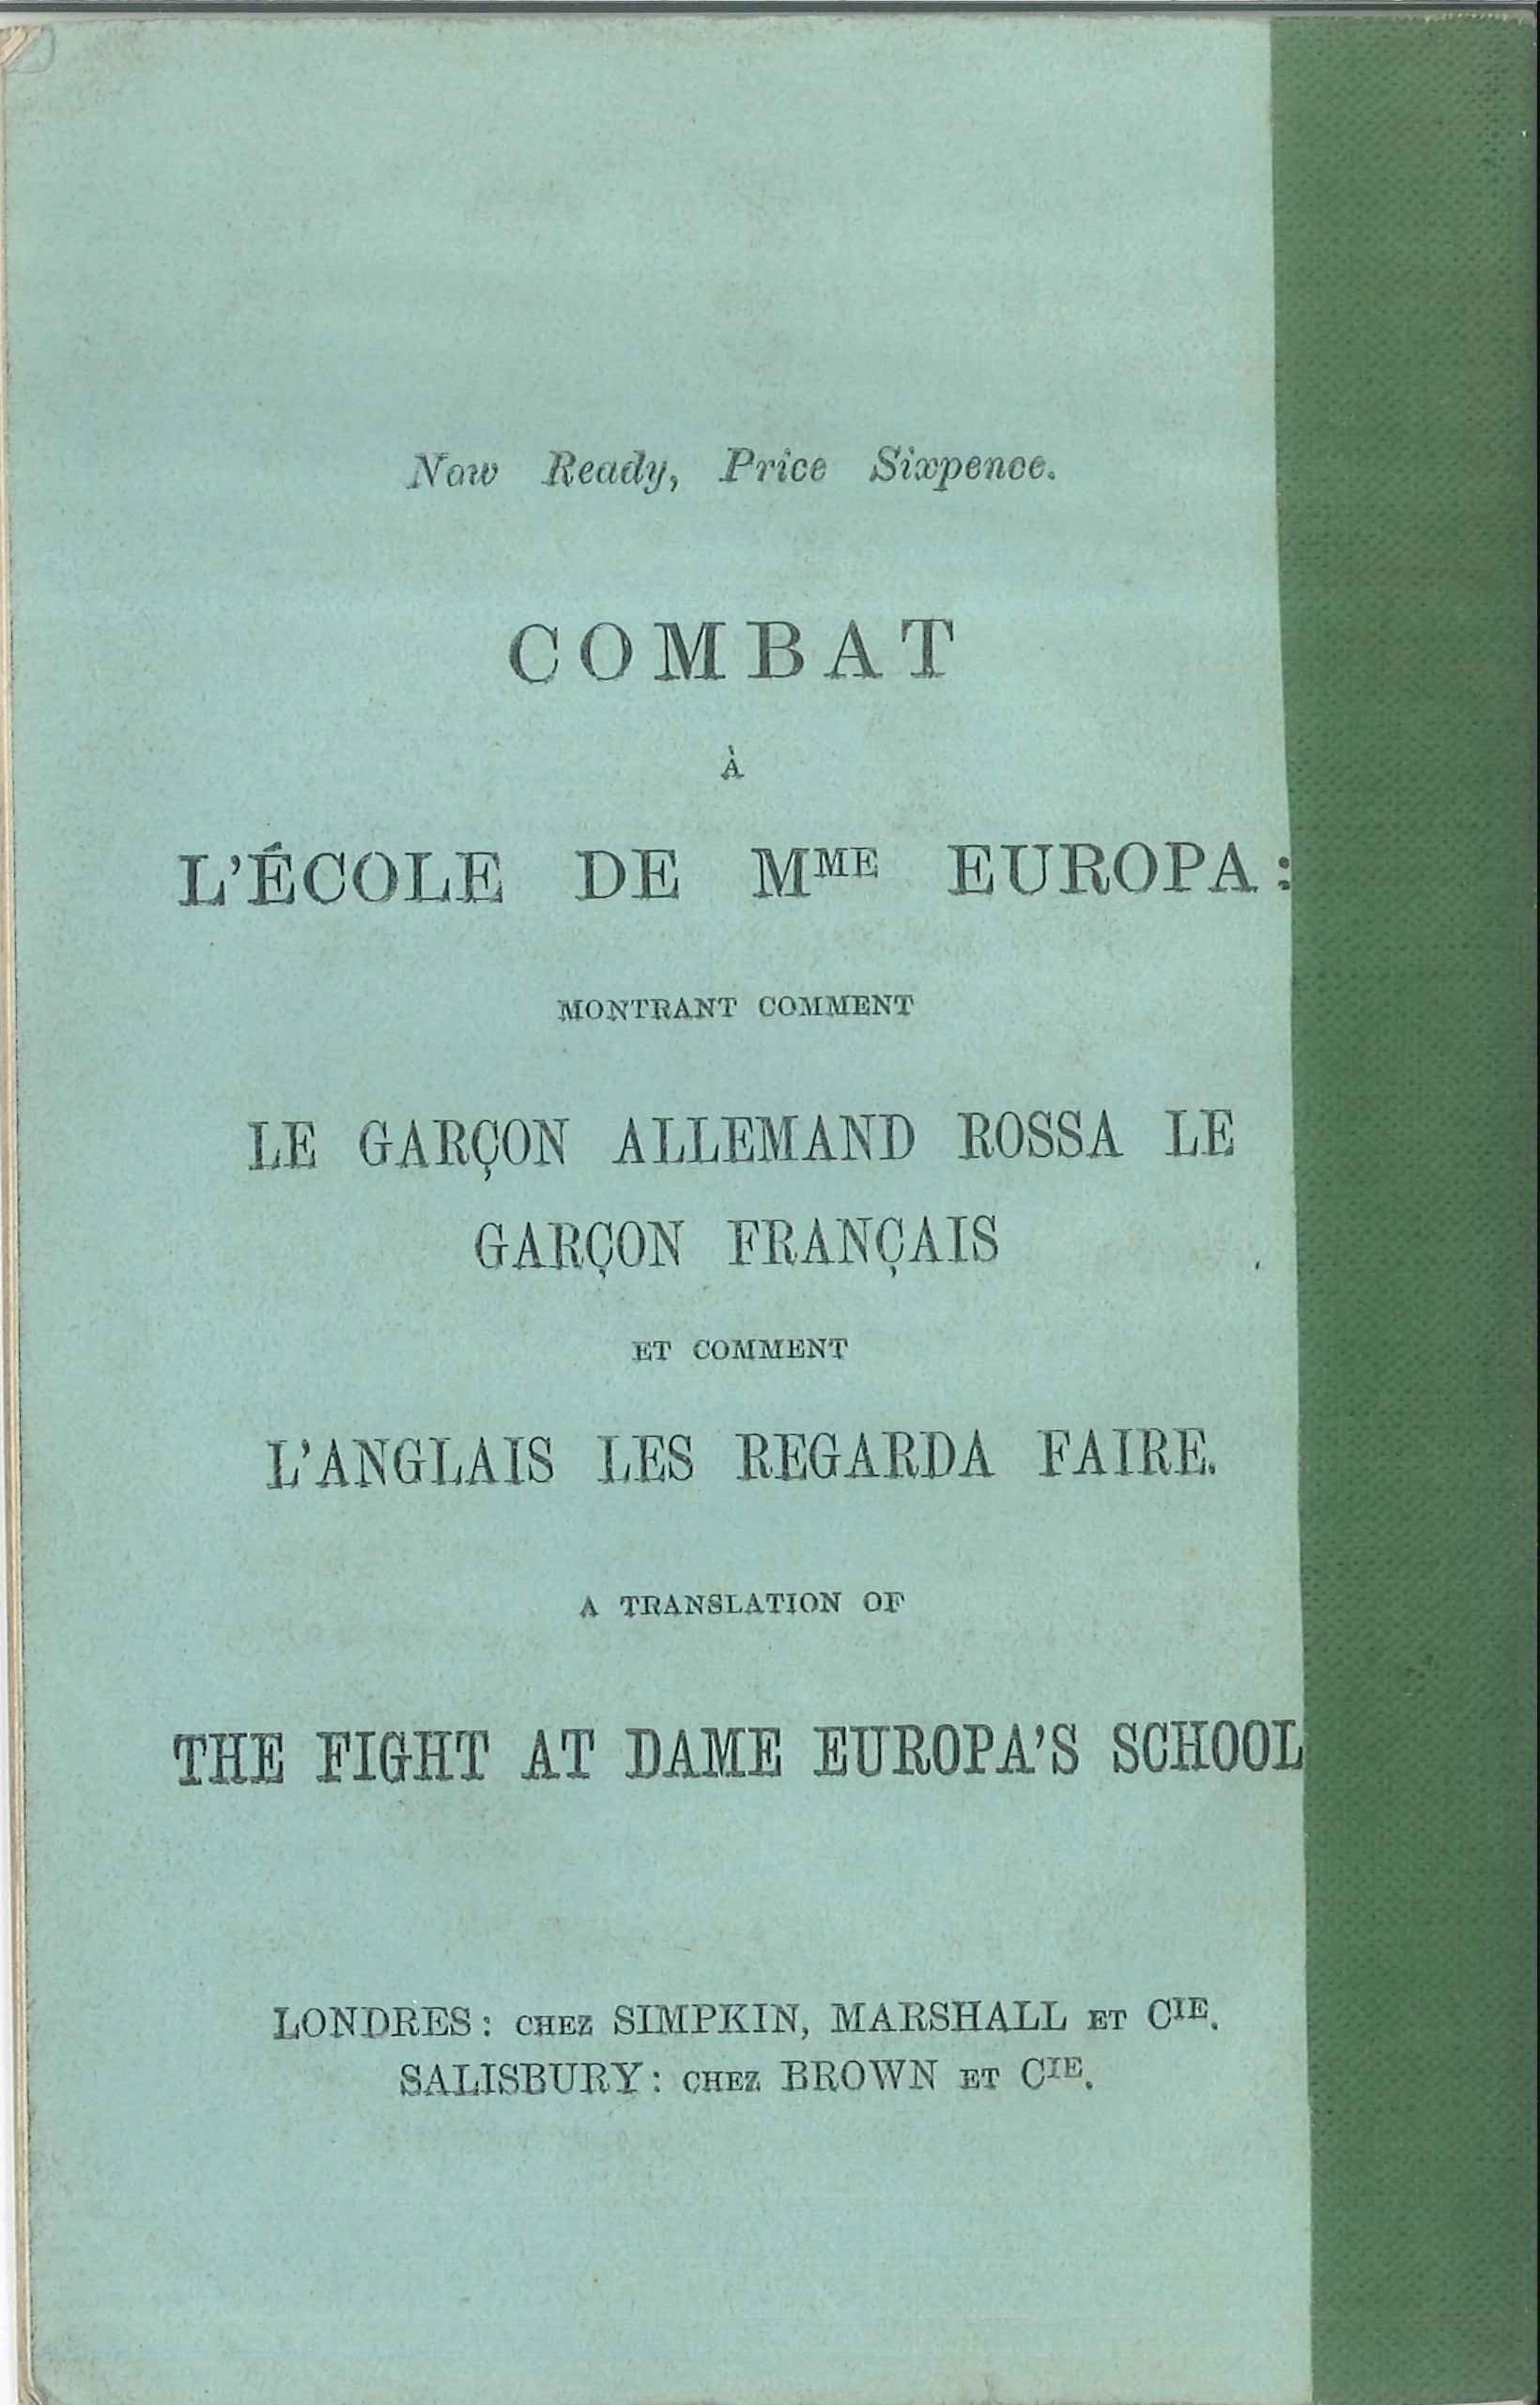 Now Ready, Price Sixpence.
COMBAT
À
L'ÉCOLE DE MME EUROPA:
MONTRANT COMMENT
LE GARÇON ALLEMAND ROSSA LE
GARÇON FRANÇAIS
ET COMMENT
L'ANGLAIS LES REGARDA FAIRE.
A TRANSLATION OF
THE FIGHT AT DAME EUROPA'S SCHOOL
LONDRES: CHEZ SIMPKIN, MARSHALL ET CIE.
SALISBURY: CHEZ BROWN ET CIE.